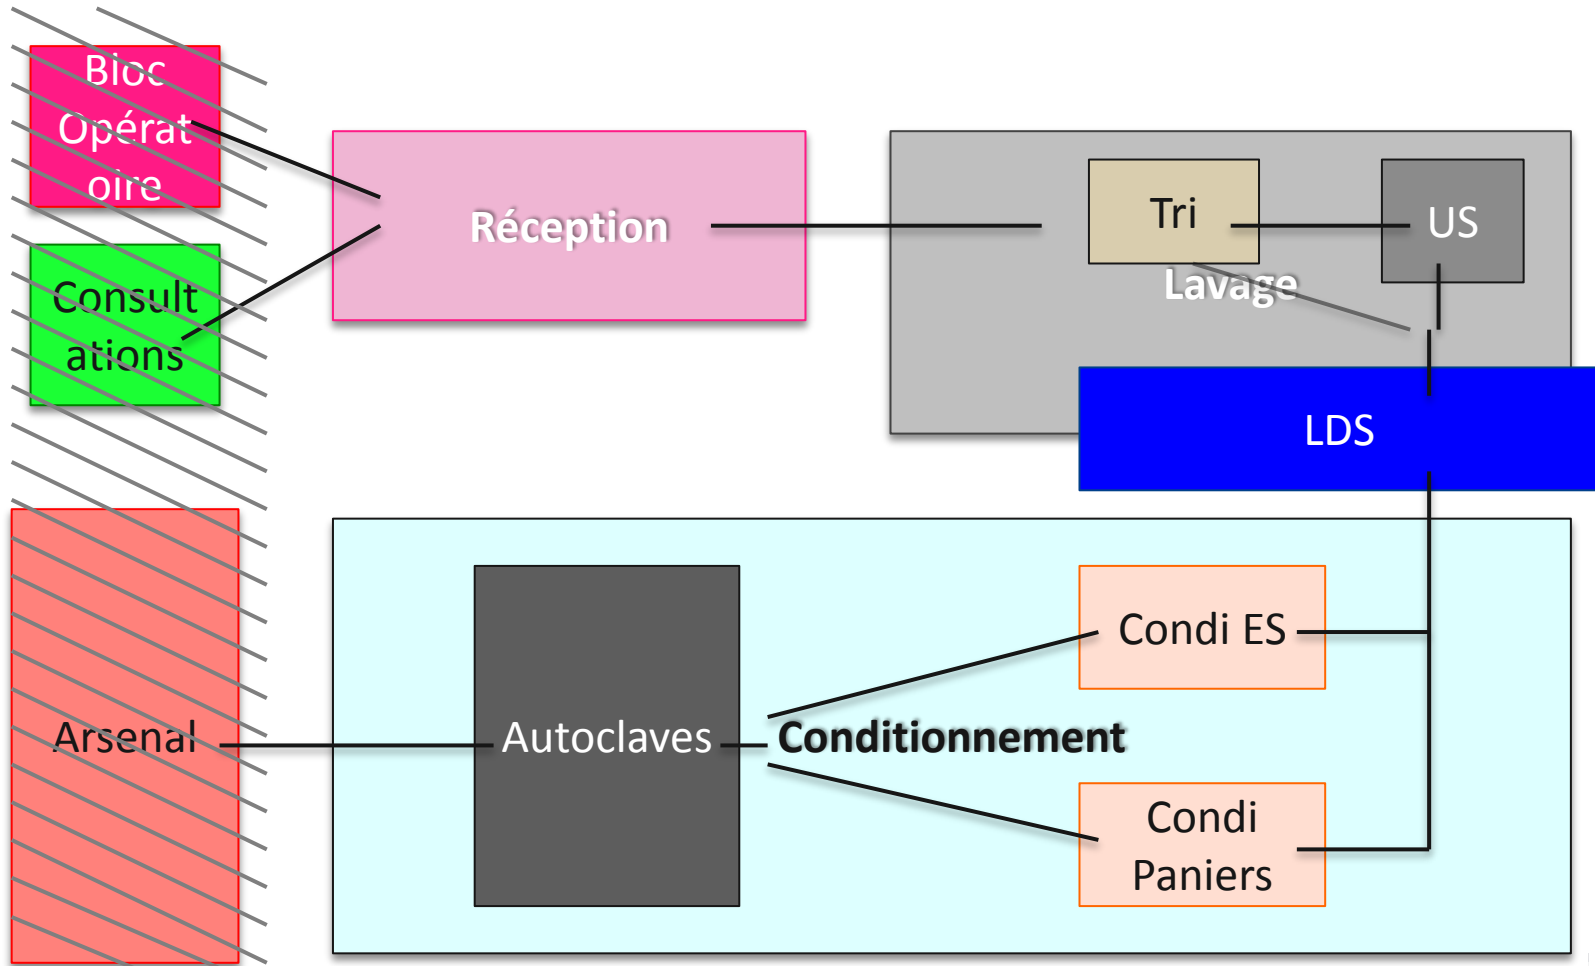 Bloc
Opérat
oire
Consult
ations
Réception
Tri
US
Lavage
LDS
Arsenal
Autoclaves
Conditionnement
Condi ES
Condi
Paniers